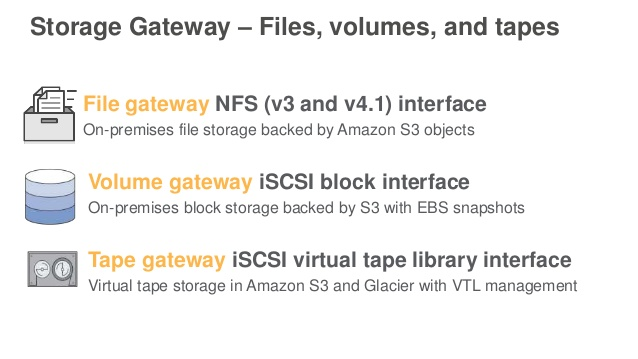 Storage Gateway – Files, volumes, and tapes
File gateway NFS (v3 and v4.1) interface
On-premises file storage backed by Amazon S3 objects
Volume gateway iSCSI block interface
On-premises block storage backed by S3 with EBS snapshots
Tape gateway iSCSI virtual tape library interface
Virtual tape storage in Amazon S3 and Glacier with VTL management